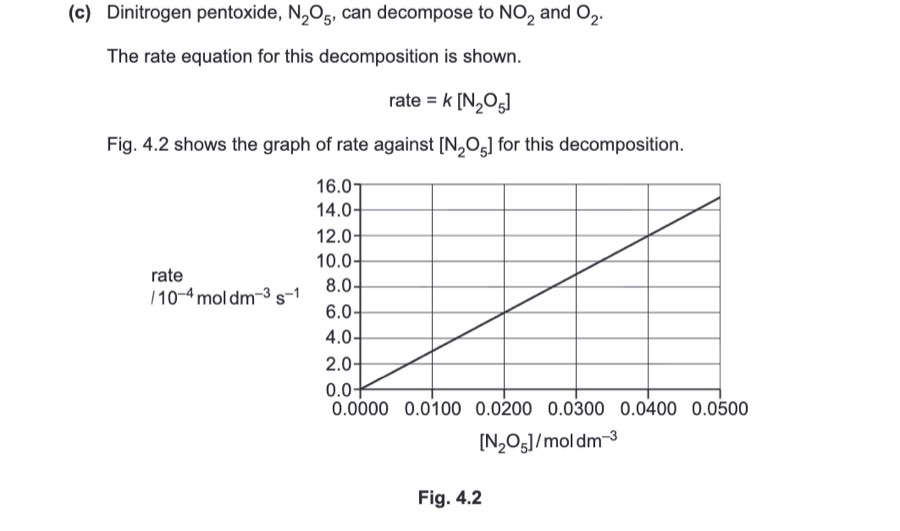 (c) Dinitrogen pentoxide, N₂O₅, can decompose to NO₂ and O₂.
The rate equation for this decomposition is shown.
rate = k [N₂O₅]
Fig. 4.2 shows the graph of rate against [N₂O₅] for this decomposition.
16.0
14.0
12.0
10.0
8.0
6.0
4.0
2.0
0.0
rate
/ 10⁻⁴ mol dm⁻³ s⁻¹
0.0000 0.0100 0.0200 0.0300 0.0400 0.0500
[N₂O₅] / mol dm⁻³
Fig. 4.2